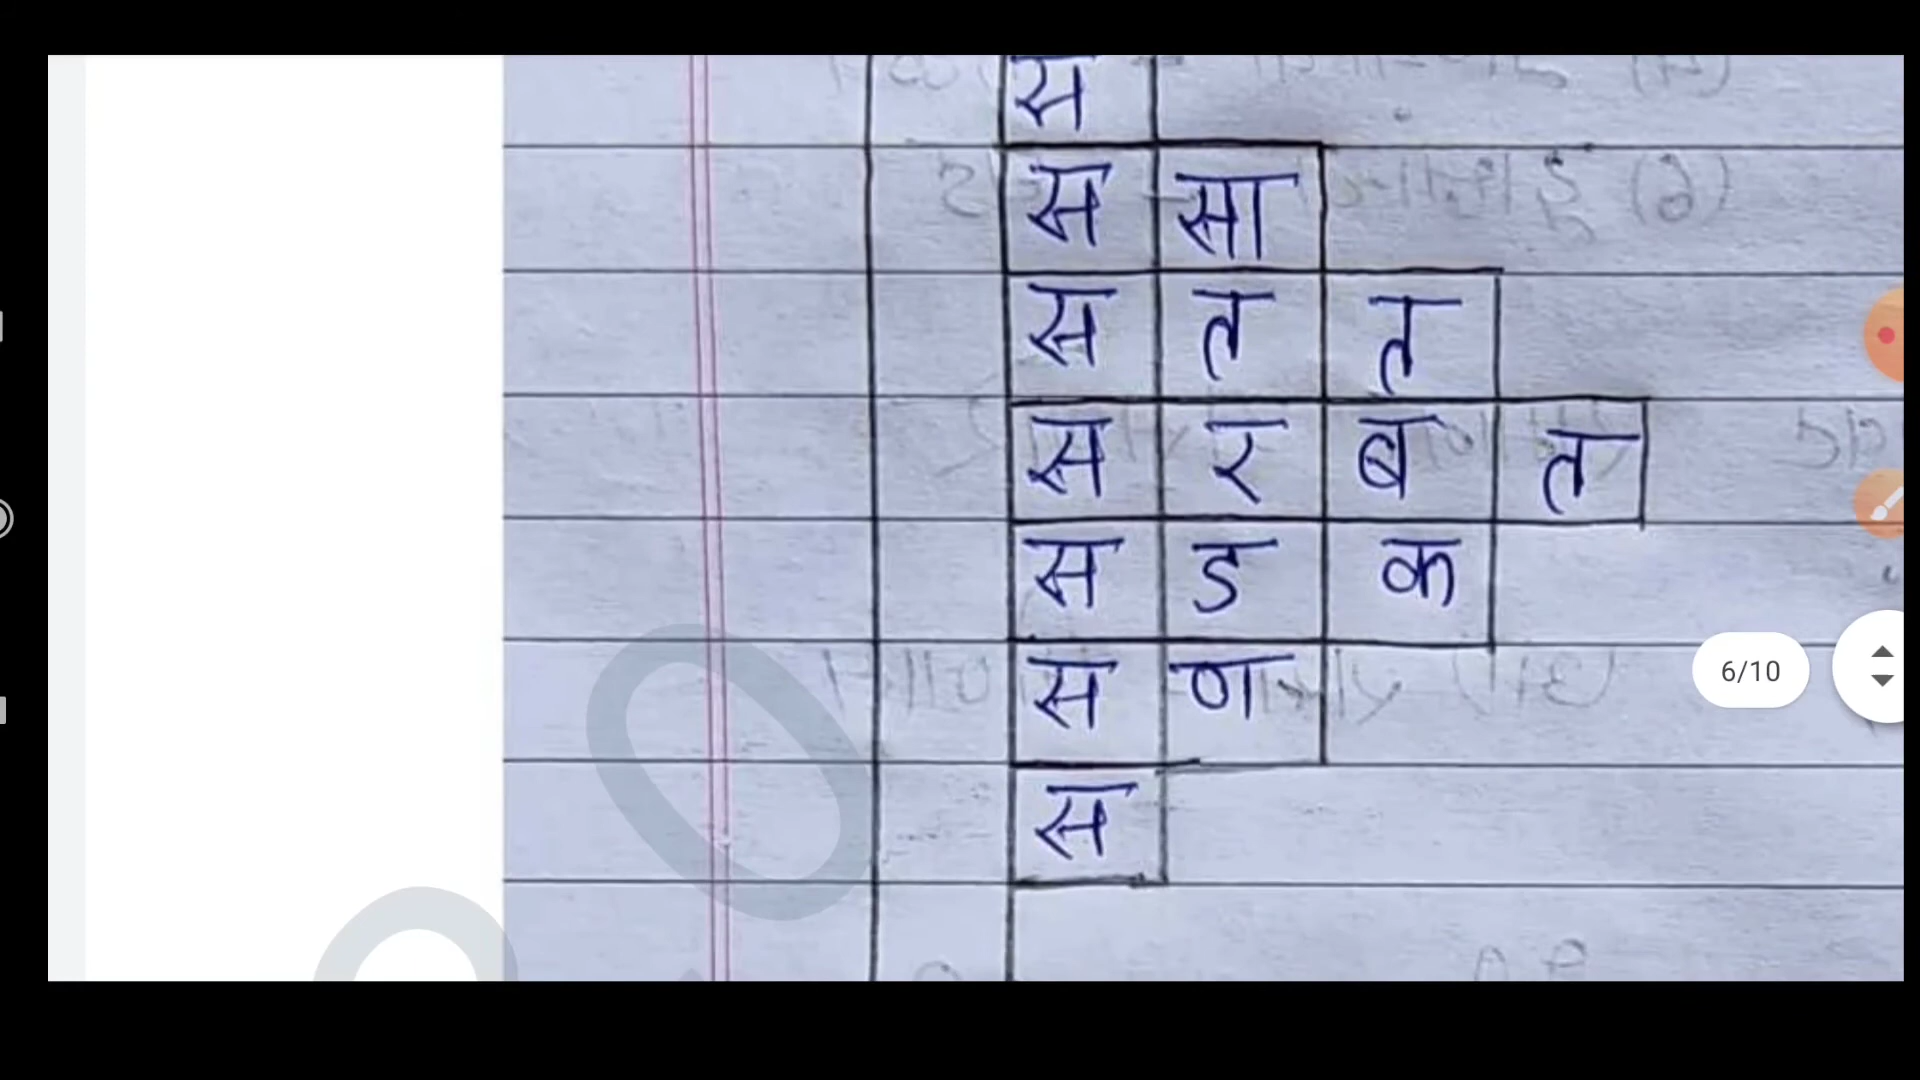 स
स सा
स त त
स र ब त
स ड क
स ण
स
6/10